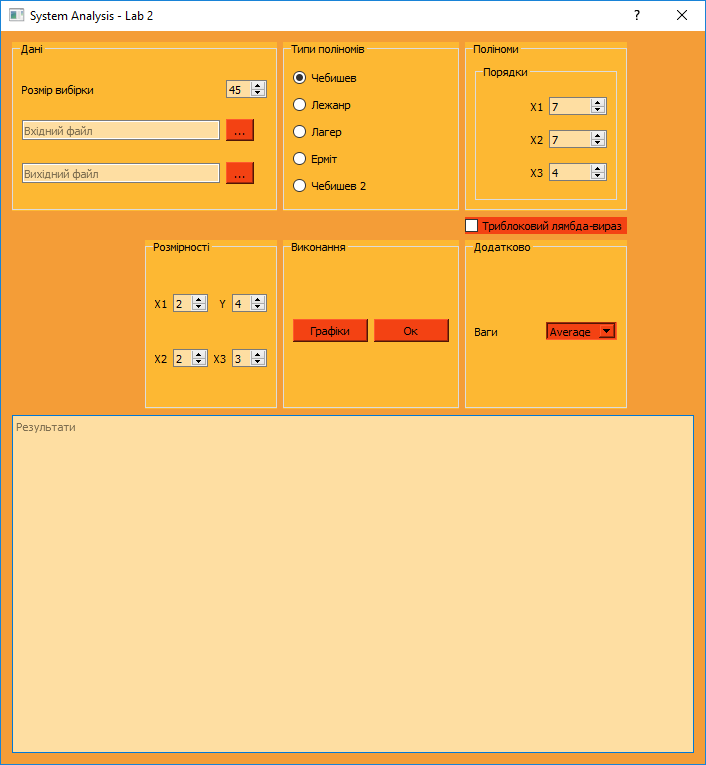 System Analysis - Lab 2
?
Дані
Розмір вибірки
45
Вхідний файл
...
Вихідний файл
...
Типи поліномів
Чебишев
Лежанр
Лагер
Ерміт
Чебишев 2
Поліноми
Порядки
X1 7
X2 7
X3 4
Триблоковий лямбда-вираз
Розмірності
X1 2 Y 4
X2 2 X3 3
Виконання
Графіки Ок
Додатково
Ваги Average
Результати